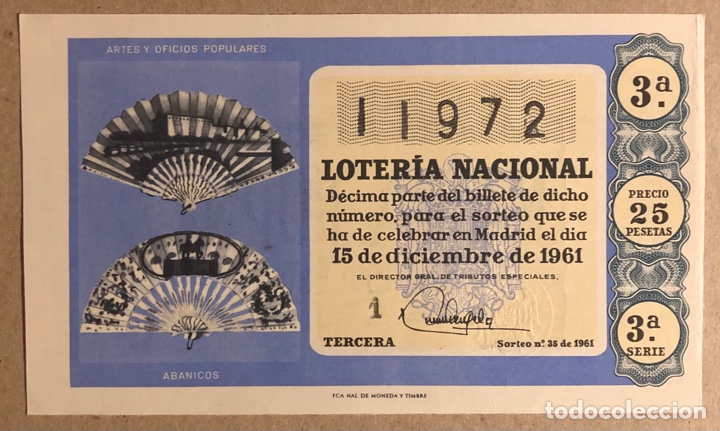 ARTES Y OFICIOS POPULARES
ABANICOS
11972
LOTERÍA NACIONAL
Décima parte del billete de dicho
número, para el sorteo que se
ha de celebrar en Madrid el día
15 de diciembre de 1961
EL DIRECTOR GRAL. DE TRIBUTOS ESPECIALES,
1
TERCERA
Sorteo nº. 35 de 1961
3ª
PRECIO
25
PESETAS
3ª
SERIE
FCA NAL DE MONEDA Y TIMBRE
todocoleccion